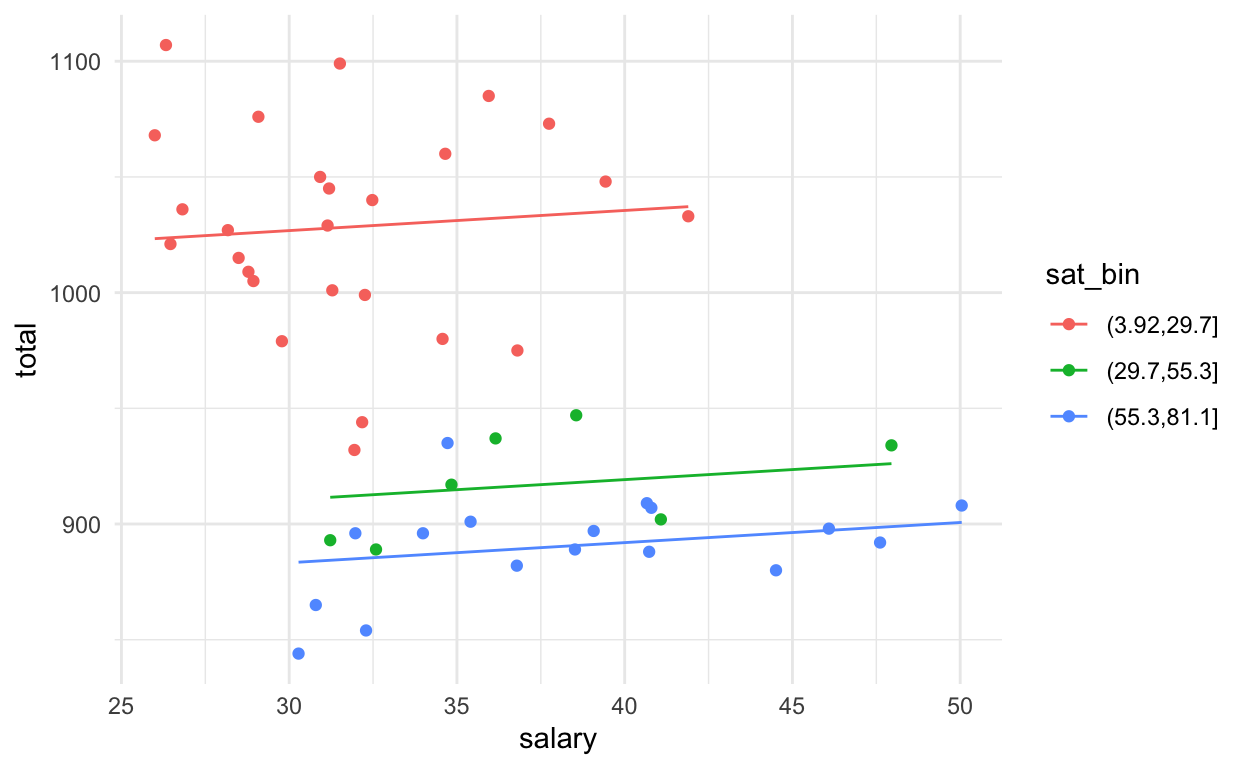 1100
1000
900
total
25 30 35 40 45 50
salary
sat_bin
(3.92,29.7]
(29.7,55.3]
(55.3,81.1]